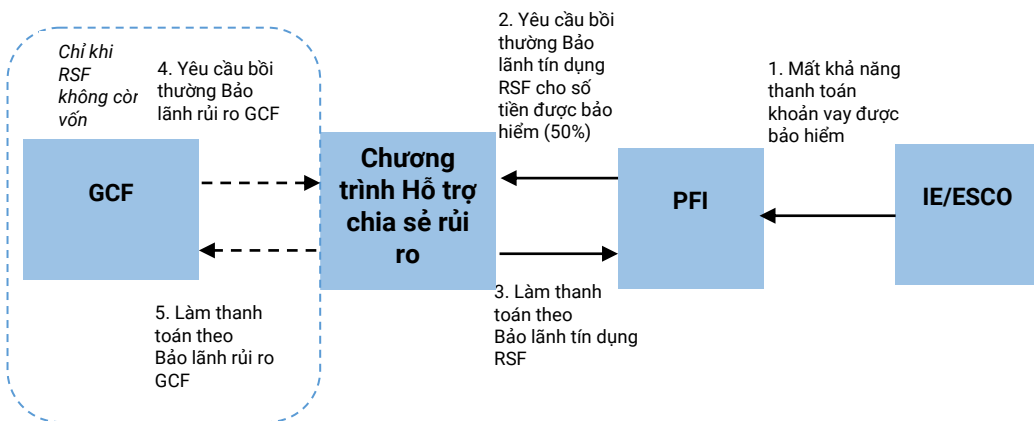 Chỉ khi
RSF
không còn
vốn
4. Yêu cầu bồi
thường Bảo
lãnh rủi ro GCF
GCF
5. Làm thanh
toán theo
Bảo lãnh rủi ro
GCF
Chương
trình Hỗ trợ
chia sẻ rủi
ro
2. Yêu cầu bồi
thường Bảo
lãnh tín dụng
RSF cho số
tiền được bảo
hiểm (50%)
3. Làm thanh
toán theo
Bảo lãnh tín dụng
RSF
PFI
1. Mất khả năng
thanh toán
khoản vay được
bảo hiểm
IE/ESCO